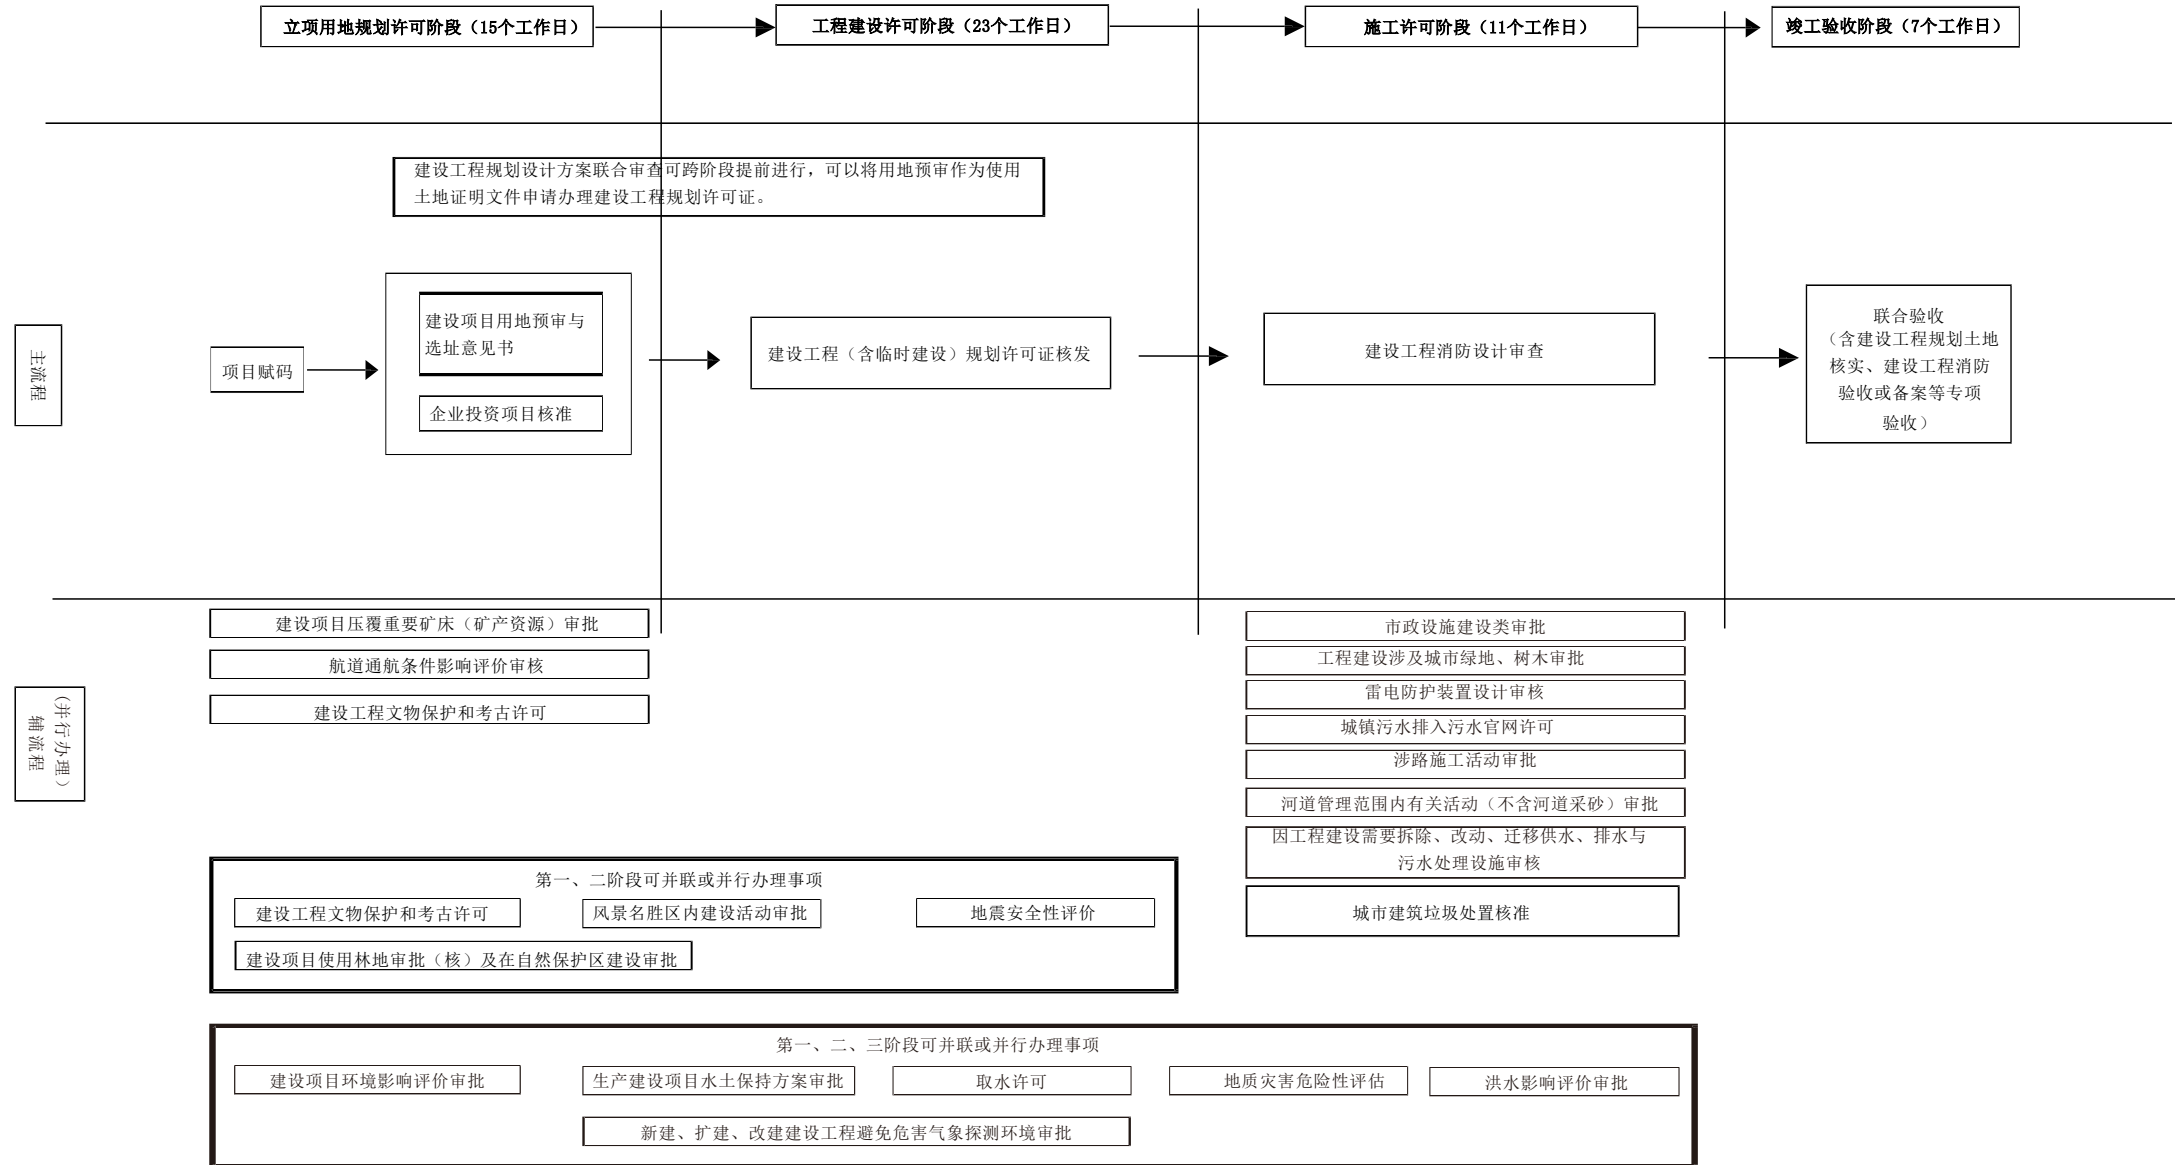 立项用地规划许可阶段（15个工作日）
工程建设许可阶段（23个工作日）
施工许可阶段（11个工作日）
竣工验收阶段（7个工作日）
建设工程规划设计方案联合审查可跨阶段提前进行，可以将用地预审作为使用
土地证明文件申请办理建设工程规划许可证。
主流程
项目赋码
建设项目用地预审与
选址意见书
企业投资项目核准
建设工程（含临时建设）规划许可证核发
建设工程消防设计审查
联合验收
（含建设工程规划土地
核实、建设工程消防
验收或备案等专项
验收）
（并行办理）
辅流程
建设项目压覆重要矿床（矿产资源）审批
航道通航条件影响评价审核
建设工程文物保护和考古许可
市政设施建设类审批
工程建设涉及城市绿地、树木审批
雷电防护装置设计审核
城镇污水排入污水官网许可
涉路施工活动审批
河道管理范围内有关活动（不含河道采砂）审批
因工程建设需要拆除、改动、迁移供水、排水与
污水处理设施审核
城市建筑垃圾处置核准
第一、二阶段可并联或并行办理事项
建设工程文物保护和考古许可
风景名胜区内建设活动审批
地震安全性评价
建设项目使用林地审批（核）及在自然保护区建设审批
第一、二、三阶段可并联或并行办理事项
建设项目环境影响评价审批
生产建设项目水土保持方案审批
取水许可
地质灾害危险性评估
洪水影响评价审批
新建、扩建、改建建设工程避免危害气象探测环境审批